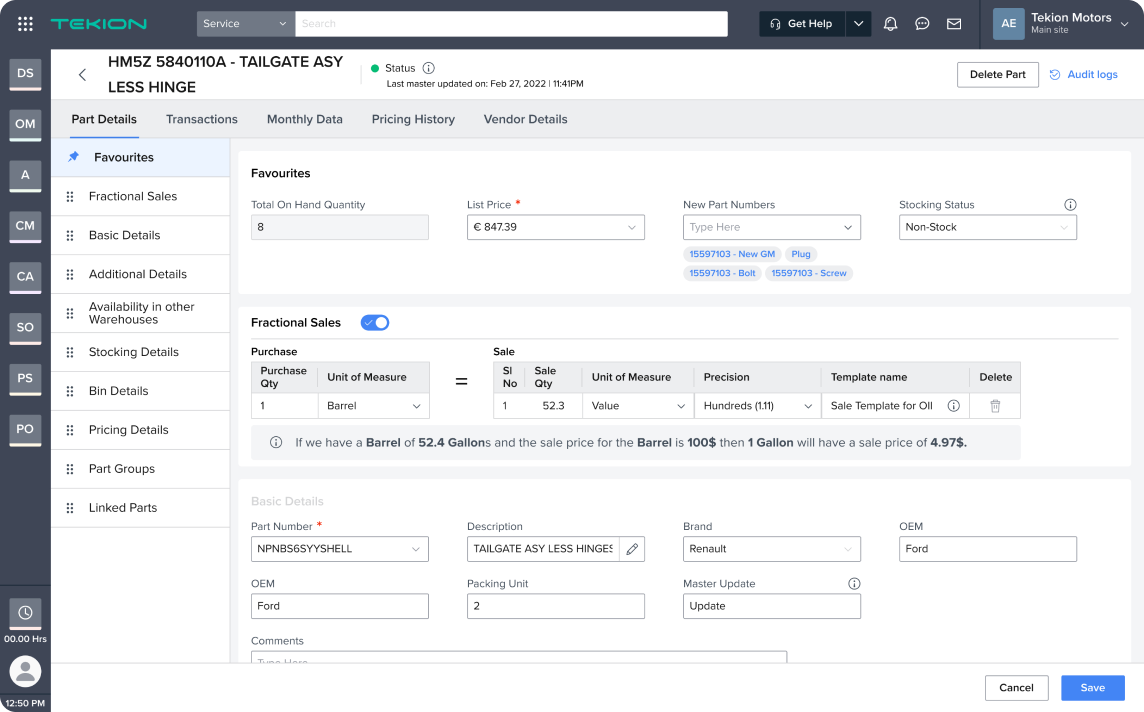 TEKION
Service
Search
Get Help
AE
Tekion Motors
Main site
DS
OM
A
CM
CA
SO
PS
PO
00.00 Hrs
12:50 PM
HM5Z 5840110A - TAILGATE ASY
LESS HINGE
Status
Last master updated on: Feb 27, 2022 | 11:41PM
Delete Part
Audit logs
Part Details
Transactions
Monthly Data
Pricing History
Vendor Details
Favourites
Fractional Sales
Basic Details
Additional Details
Availability in other
Warehouses
Stocking Details
Bin Details
Pricing Details
Part Groups
Linked Parts
Favourites
Total On Hand Quantity
8
List Price *
€ 847.39
New Part Numbers
Type Here
15597103 - New GM
Plug
15597103 - Bolt
15597103 - Screw
Stocking Status
Non-Stock
Fractional Sales
Purchase
Purchase
Qty
Unit of Measure
1
Barrel
=
Sale
Sl
No
Sale
Qty
Unit of Measure
Precision
Template name
Delete
1
52.3
Value
Hundreds (1.11)
Sale Template for OIl
If we have a Barrel of 52.4 Gallons and the sale price for the Barrel is 100$ then 1 Gallon will have a sale price of 4.97$.
Basic Details
Part Number *
NPNBS6SYYSHELL
Description
TAILGATE ASY LESS HINGES
Brand
Renault
OEM
Ford
OEM
Ford
Packing Unit
2
Master Update
Update
Comments
Type Here
Cancel
Save